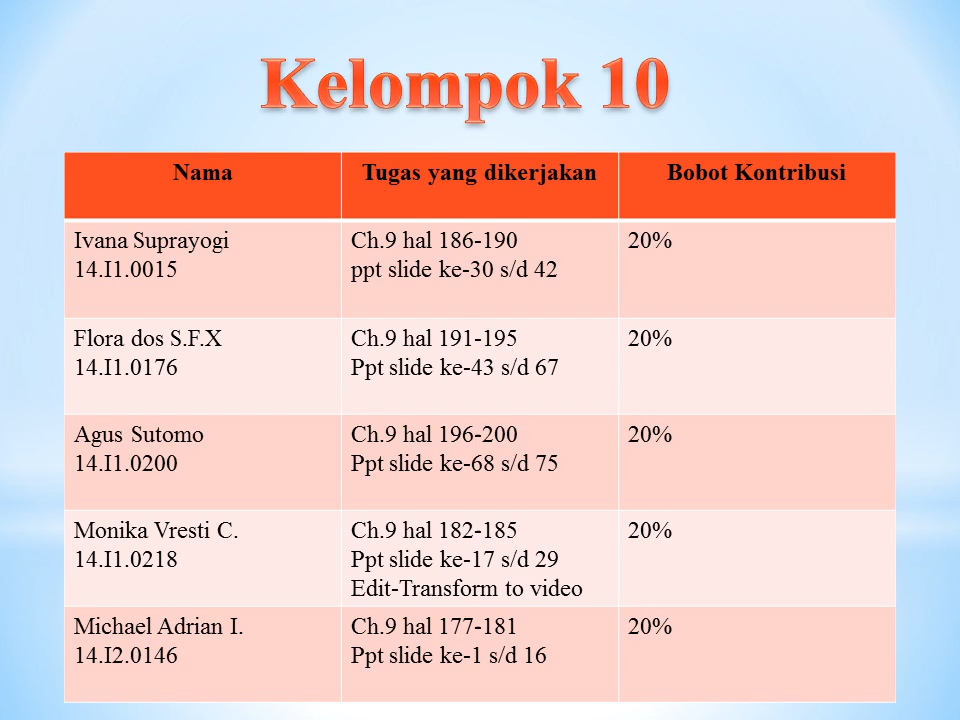 Kelompok 10
Nama
Tugas yang dikerjakan
Bobot Kontribusi
Ivana Suprayogi
14.I1.0015
Ch.9 hal 186-190
ppt slide ke-30 s/d 42
20%
Flora dos S.F.X
14.I1.0176
Ch.9 hal 191-195
Ppt slide ke-43 s/d 67
20%
Agus Sutomo
14.I1.0200
Ch.9 hal 196-200
Ppt slide ke-68 s/d 75
20%
Monika Vresti C.
14.I1.0218
Ch.9 hal 182-185
Ppt slide ke-17 s/d 29
Edit-Transform to video
20%
Michael Adrian I.
14.I2.0146
Ch.9 hal 177-181
Ppt slide ke-1 s/d 16
20%